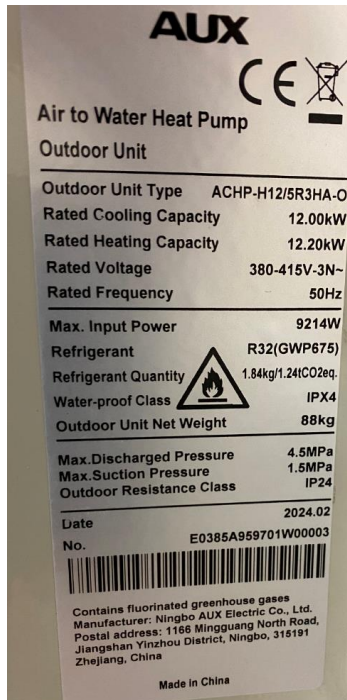 AUX
CE
Air to Water Heat Pump
Outdoor Unit
Outdoor Unit Type ACHP-H12/5R3HA-O
Rated Cooling Capacity 12.00kW
Rated Heating Capacity 12.20kW
Rated Voltage 380-415V-3N~
Rated Frequency 50Hz
Max. Input Power 9214W
Refrigerant R32(GWP675)
Refrigerant Quantity 1.84kg/1.24tCO2eq.
Water-proof Class IPX4
Outdoor Unit Net Weight 88kg
Max.Discharged Pressure 4.5MPa
Max.Suction Pressure 1.5MPa
Outdoor Resistance Class IP24
Date 2024.02
No. E0385A959701W00003
Contains fluorinated greenhouse gases
Manufacturer: Ningbo AUX Electric Co., Ltd.
Postal address: 1166 Mingguang North Road,
Jiangshan Yinzhou District, Ningbo, 315191
Zhejiang, China
Made in China